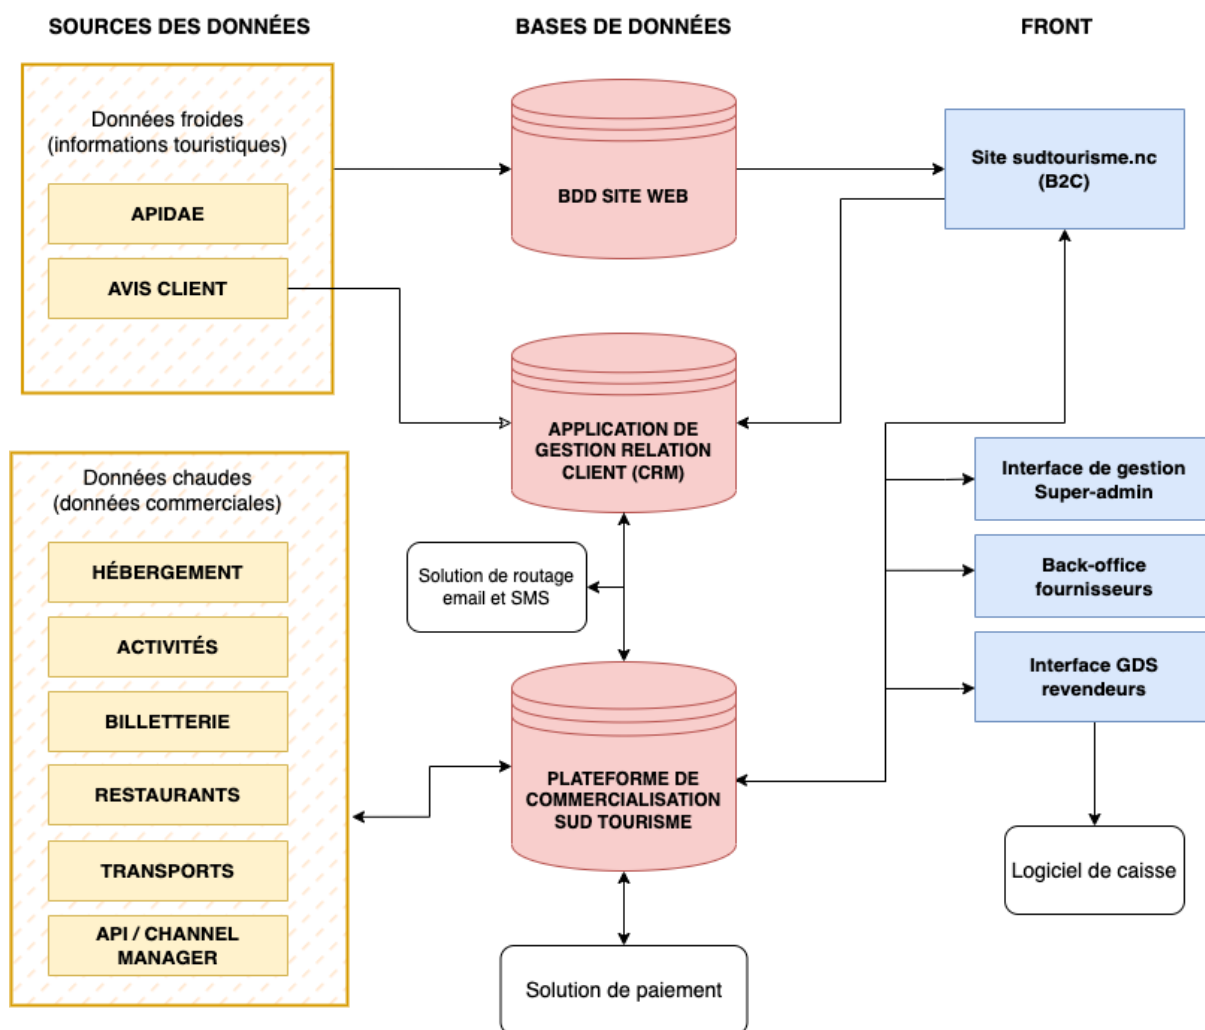 SOURCES DES DONNÉES
BASES DE DONNÉES
FRONT
Données froides
(informations touristiques)
APIDAE
AVIS CLIENT
BDD SITE WEB
Site sudtourisme.nc
(B2C)
APPLICATION DE
GESTION RELATION
CLIENT (CRM)
Données chaudes
(données commerciales)
HÉBERGEMENT
ACTIVITÉS
BILLETTERIE
RESTAURANTS
TRANSPORTS
API / CHANNEL
MANAGER
Solution de routage
email et SMS
PLATEFORME DE
COMMERCIALISATION
SUD TOURISME
Solution de paiement
Interface de gestion
Super-admin
Back-office
fournisseurs
Interface GDS
revendeurs
Logiciel de caisse